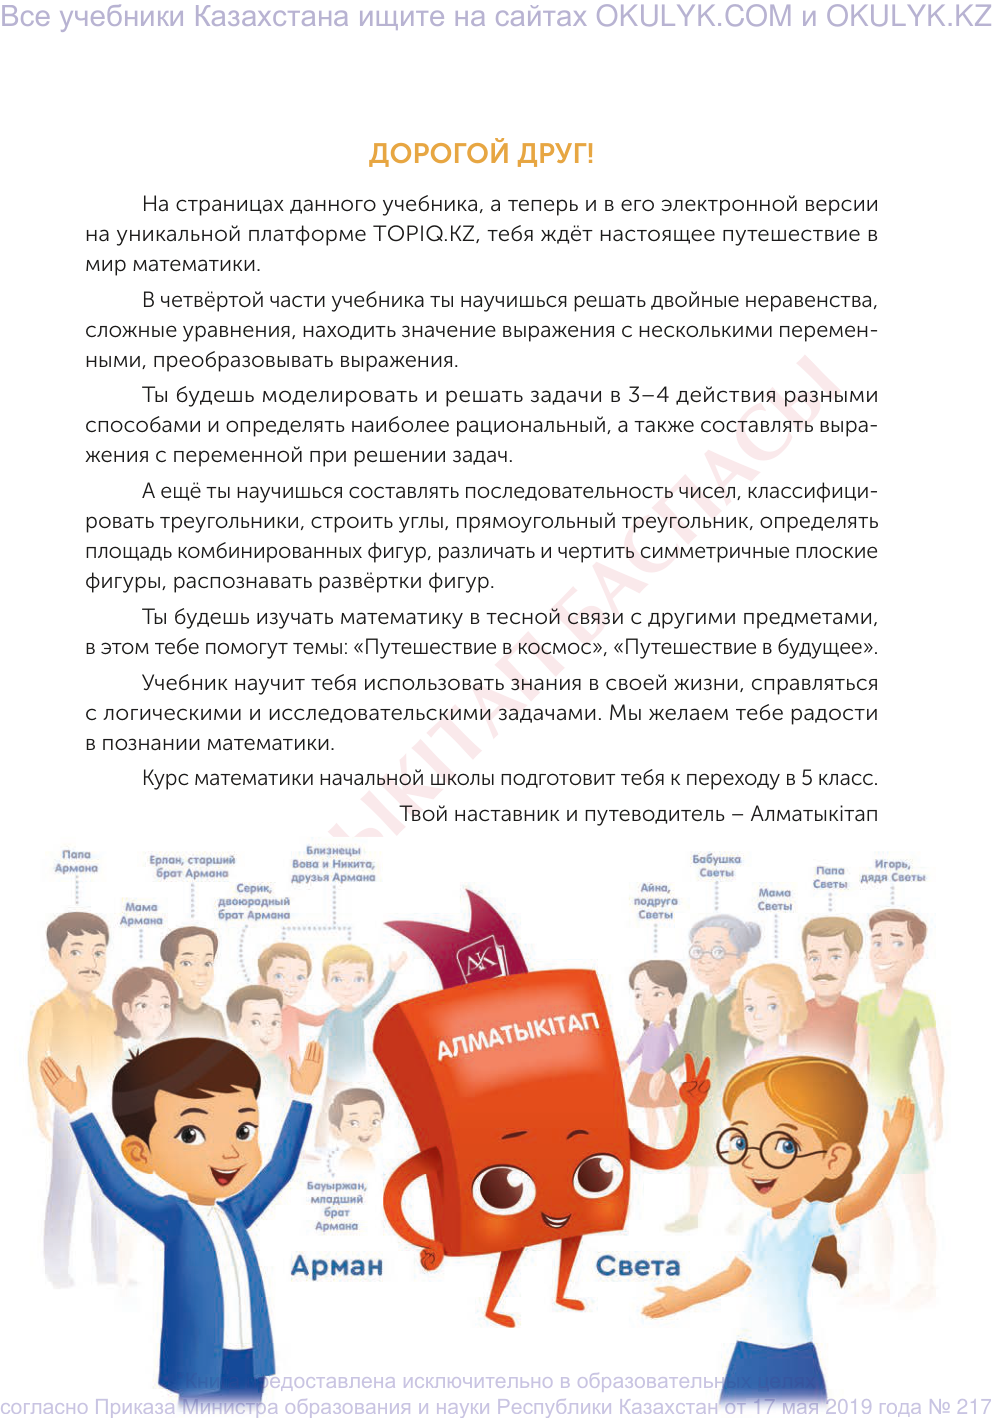 Все учебники Казахстана ищите на сайтах OKULYK.COM и OKULYK.KZ
ДОРОГОЙ ДРУГ!
На страницах данного учебника, а теперь и в его электронной версии
на уникальной платформе TOPIQ.KZ, тебя ждёт настоящее путешествие в
мир математики.
В четвёртой части учебника ты научишься решать двойные неравенства,
сложные уравнения, находить значение выражения с несколькими перемен-
ными, преобразовывать выражения.
Ты будешь моделировать и решать задачи в 3–4 действия разными
способами и определять наиболее рациональный, а также составлять выра-
жения с переменной при решении задач.
А ещё ты научишься составлять последовательность чисел, классифици-
ровать треугольники, строить углы, прямоугольный треугольник, определять
площадь комбинированных фигур, различать и чертить симметричные плоские
фигуры, распознавать развёртки фигур.
Ты будешь изучать математику в тесной связи с другими предметами,
в этом тебе помогут темы: «Путешествие в космос», «Путешествие в будущее».
Учебник научит тебя использовать знания в своей жизни, справляться
с логическими и исследовательскими задачами. Мы желаем тебе радости
в познании математики.
Курс математики начальной школы подготовит тебя к переходу в 5 класс.
Твой наставник и путеводитель – Алматыкітап
ЫКІТАП БАСПАСЫ
Папа
Армана
Мама
Армана
Ерлан, старший
брат Армана
Серик,
двоюродный
брат Армана
Близнецы
Вова и Никита,
друзья Армана
Айна,
подруга
Светы
Бабушка
Светы
Мама
Светы
Папа
Светы
Игорь,
дядя Светы
АК
АЛМАТЫКІТАП
Бауыржан,
младший
брат
Армана
Арман
Света
Книга предоставлена исключительно в образовательных целях
согласно Приказа Министра образования и науки Республики Казахстан от 17 мая 2019 года № 217